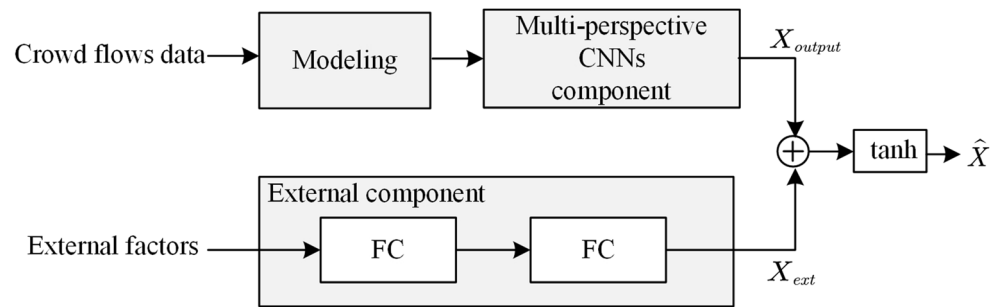 Crowd flows data
Modeling
Multi-perspective
CNNs
component
X_output
tanh
X̂
External component
External factors
FC
FC
X_ext